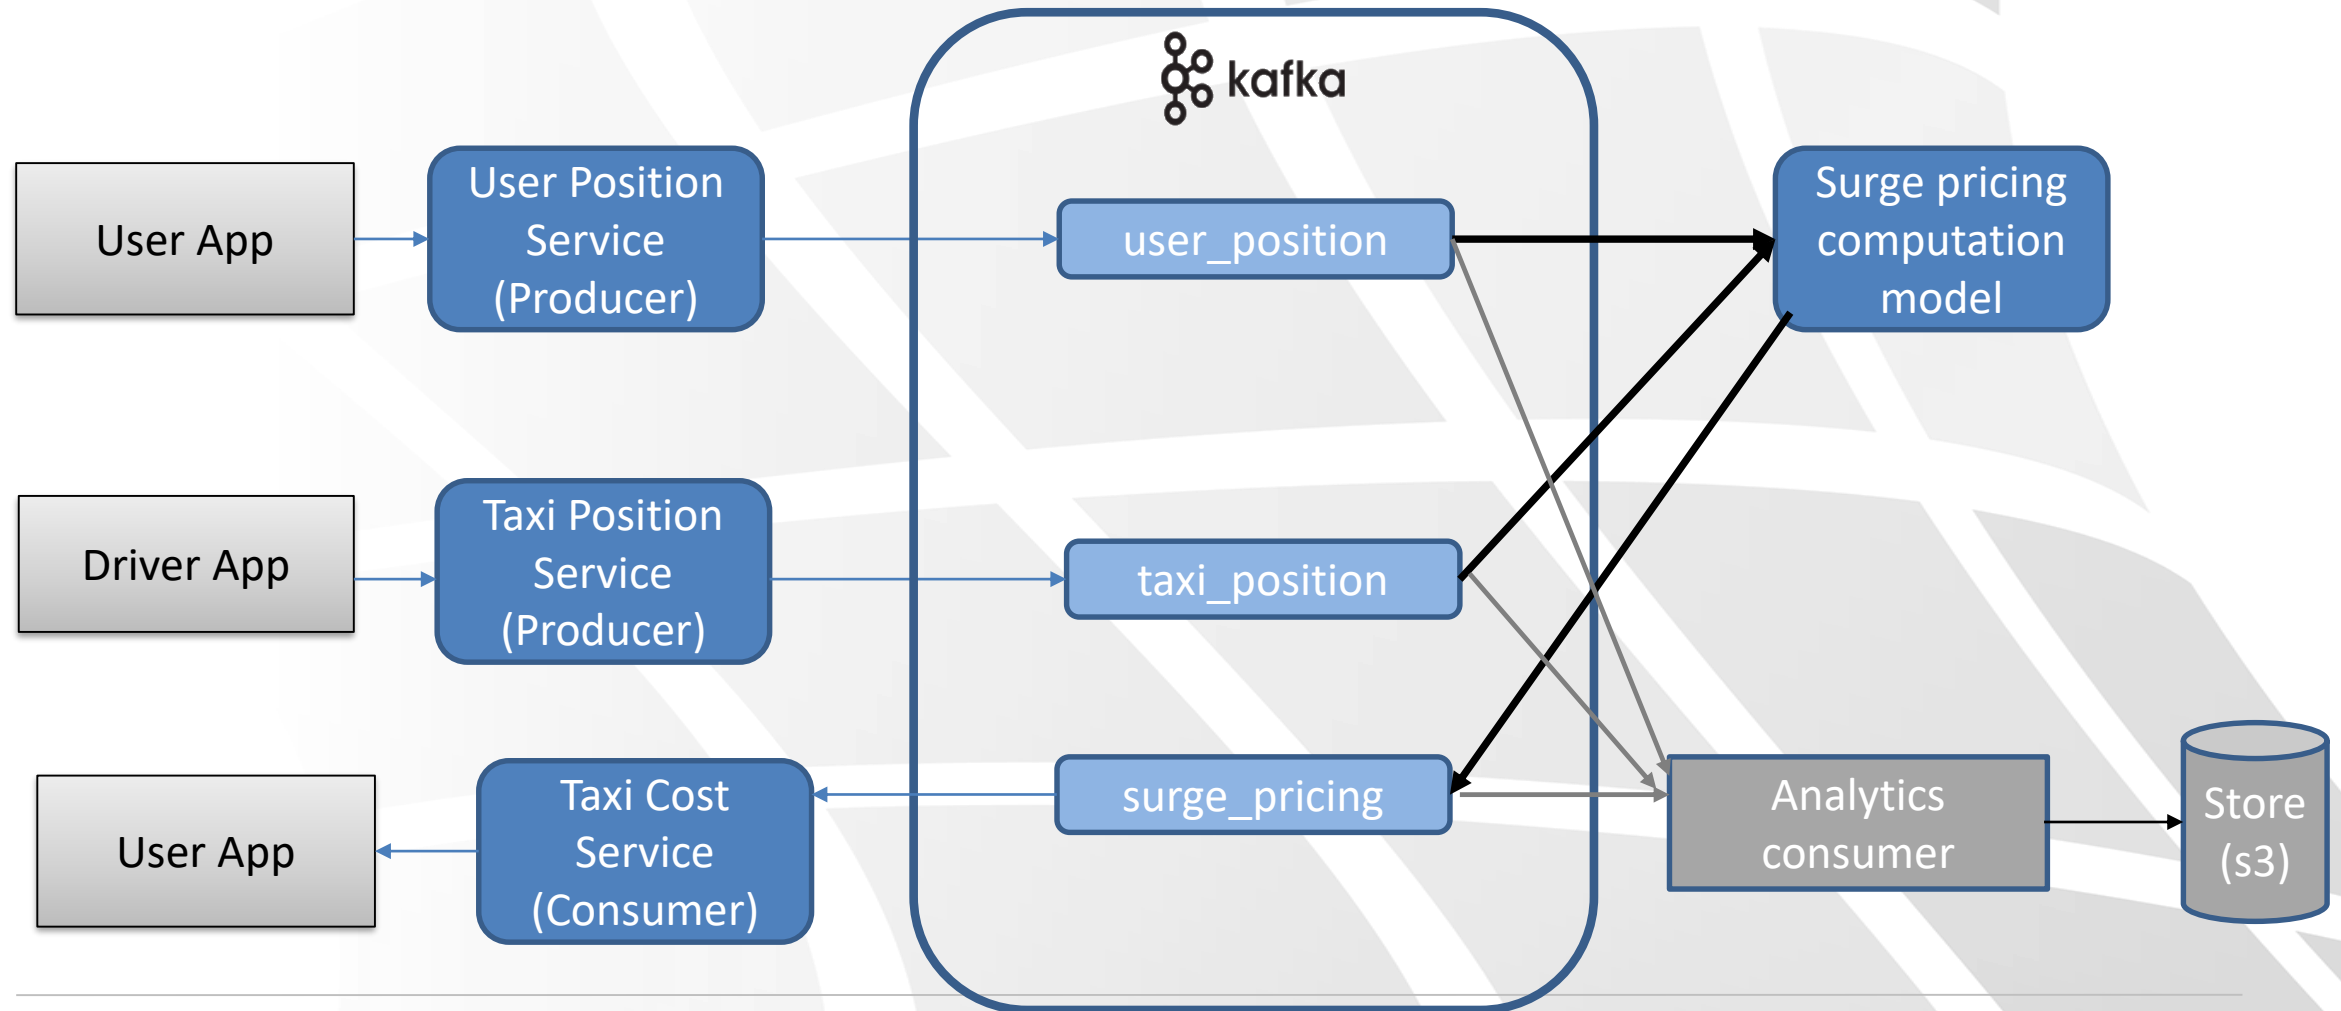 kafka
User App
User Position
Service
(Producer)
user_position
Surge pricing
computation
model
Driver App
Taxi Position
Service
(Producer)
taxi_position
User App
Taxi Cost
Service
(Consumer)
surge_pricing
Analytics
consumer
Store
(s3)